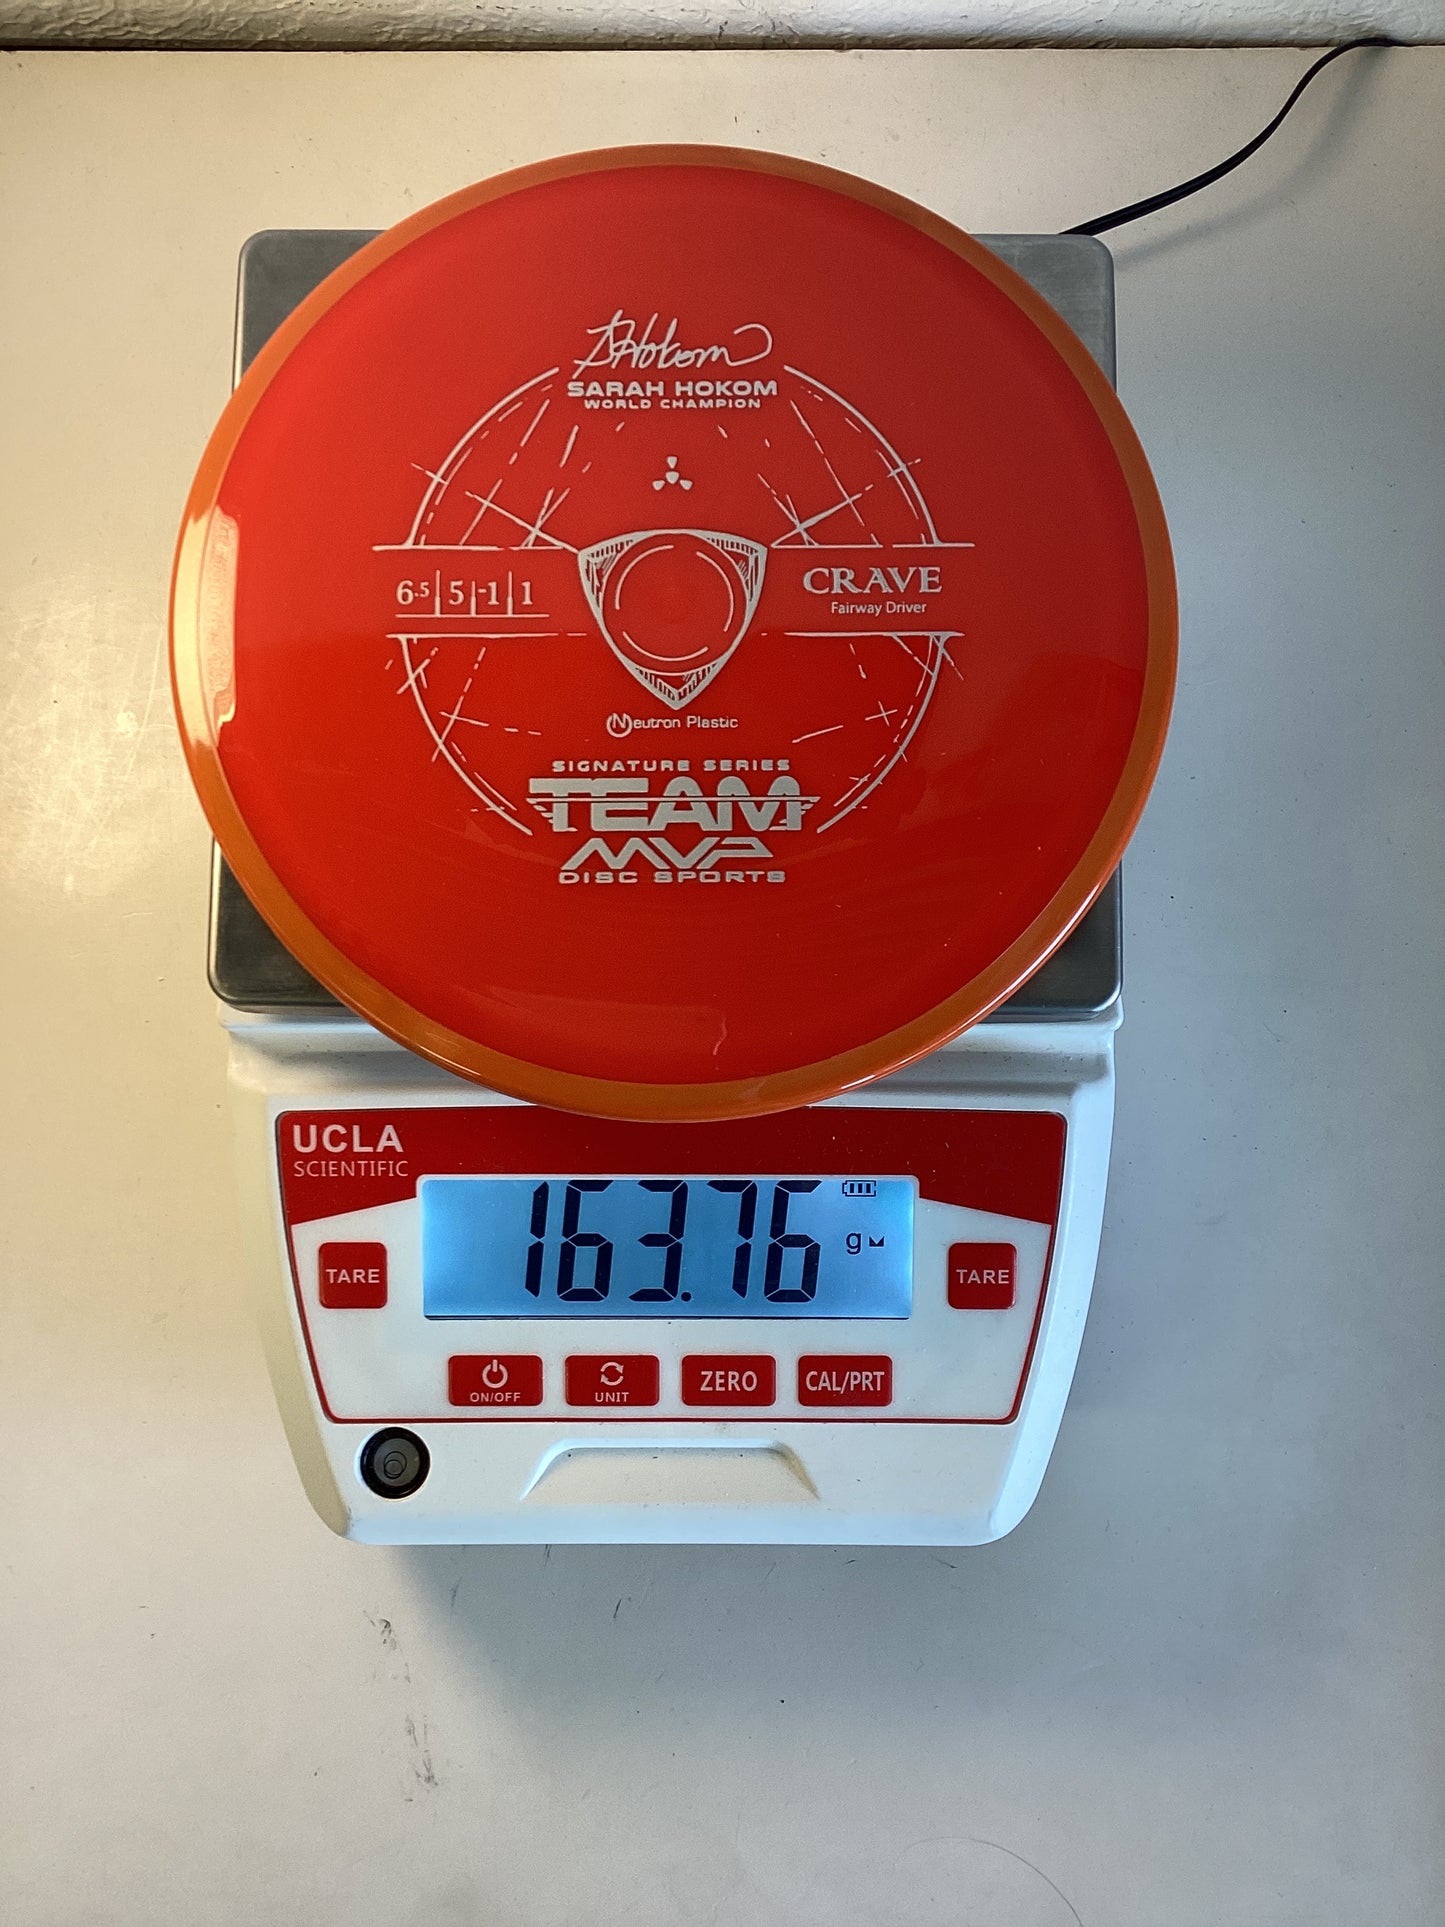 SHokom
SARAH HOKOM
WORLD CHAMPION
6.5 | 5 | -1 | 1
CRAVE
Fairway Driver
Neutron Plastic
SIGNATURE SERIES
TEAM
MVP
DISC SPORTS
UCLA
SCIENTIFIC
163.76 g
TARE
TARE
ON/OFF
UNIT
ZERO
CAL/PRT